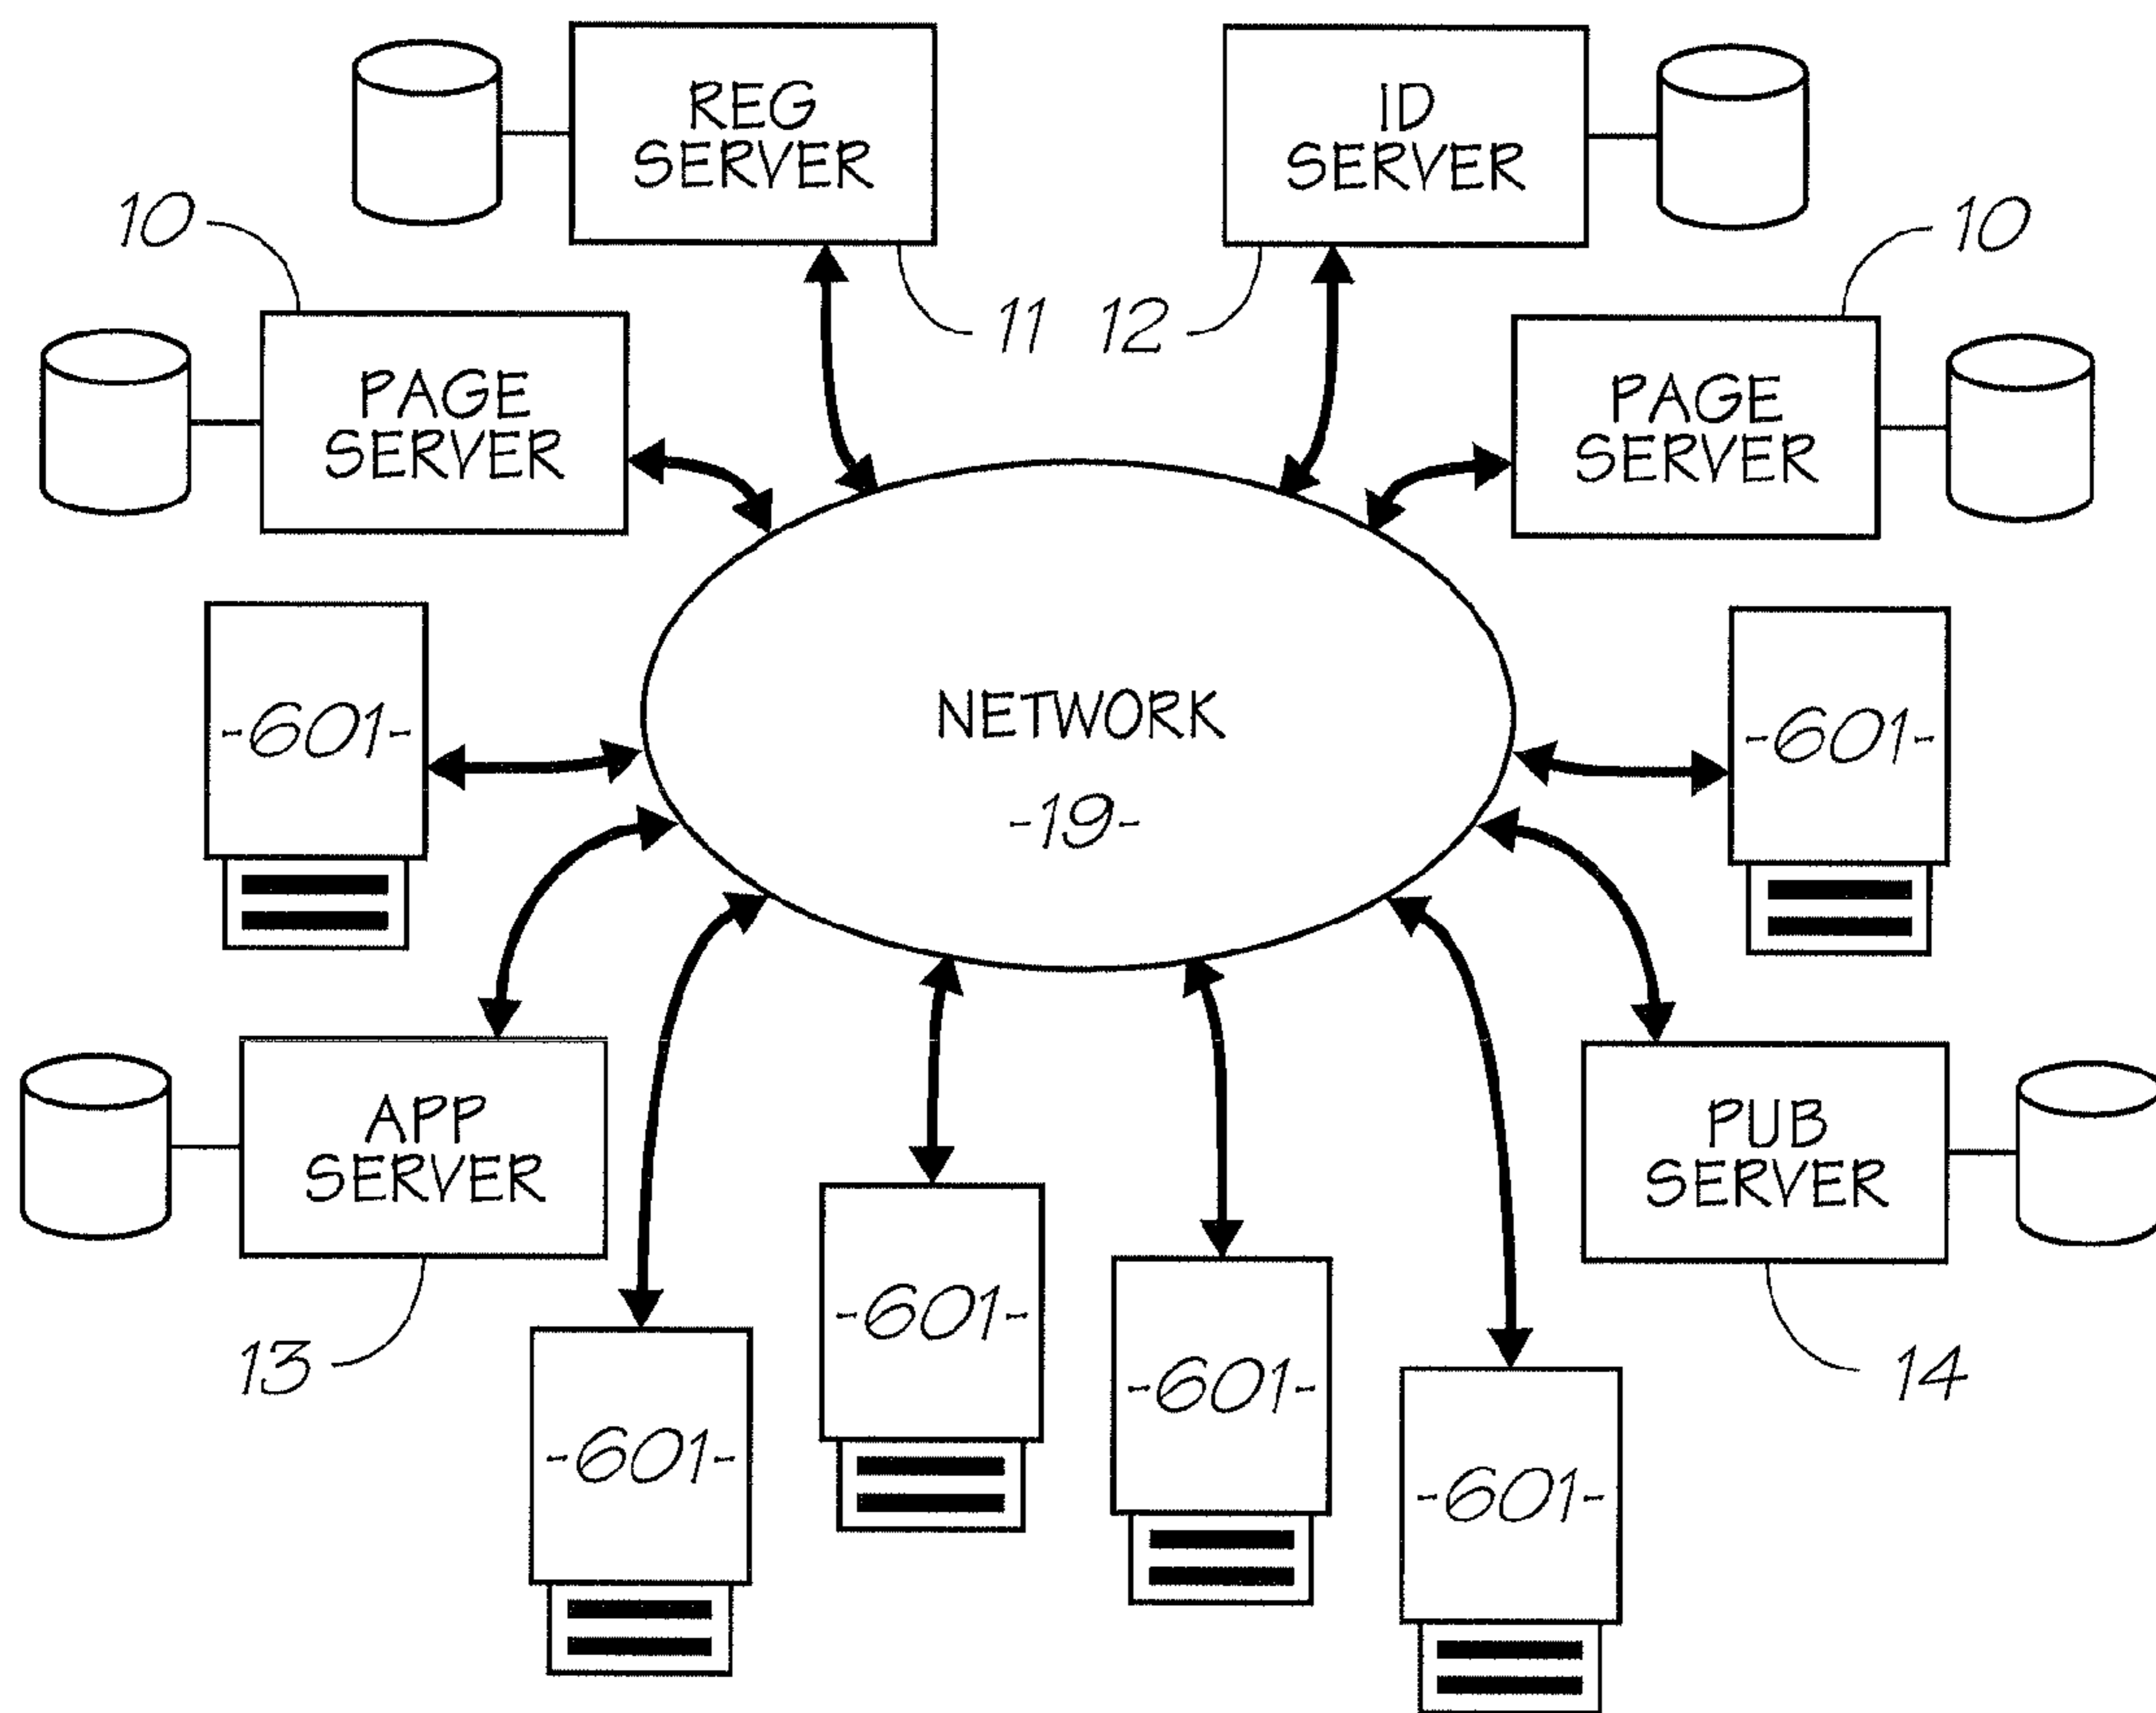 REG
SERVER
ID
SERVER
10
10
11
12
PAGE
SERVER
PAGE
SERVER
-601-
NETWORK
-19-
-601-
APP
SERVER
PUB
SERVER
13
-601-
-601-
-601-
-601-
14